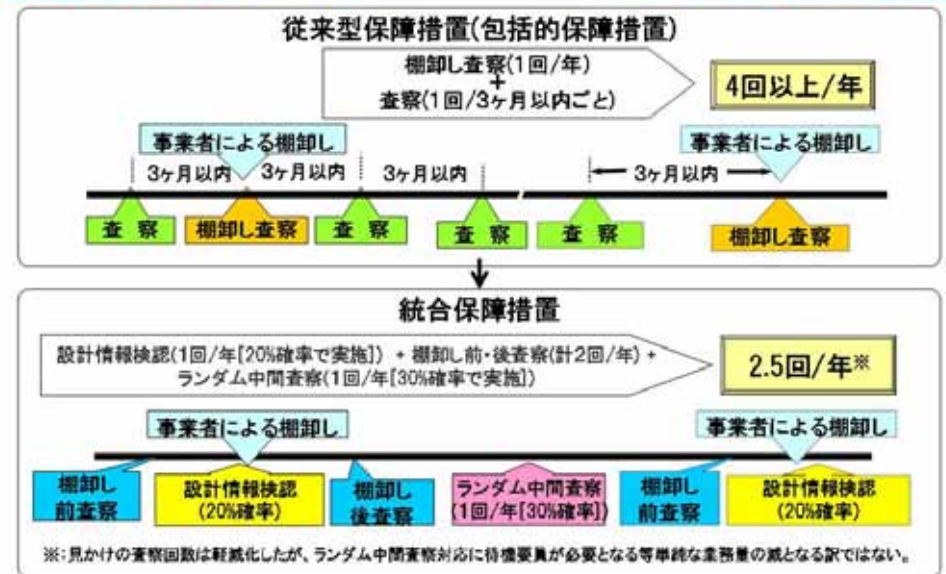 従来型保障措置(包括的保障措置)
棚卸し査察(1回/年)
+
査察(1回/3ヶ月以内ごと)
4回以上/年
事業者による棚卸し
事業者による棚卸し
3ヶ月以内
3ヶ月以内
3ヶ月以内
3ヶ月以内
査察
棚卸し査察
査察
査察
査察
棚卸し査察
統合保障措置
設計情報検認(1回/年[20%確率で実施]) + 棚卸し前・後査察(計2回/年) +
ランダム中間査察(1回/年[30%確率で実施])
2.5回/年※
事業者による棚卸し
事業者による棚卸し
棚卸し
前査察
設計情報検認
(20%確率)
棚卸し
後査察
ランダム中間査察
(1回/年[30%確率])
棚卸し
前査察
設計情報検認
(20%確率)
※:見かけの査察回数は軽減化したが、ランダム中間査察対応に待機要員が必要となる等単純な業務量の減となる訳ではない。